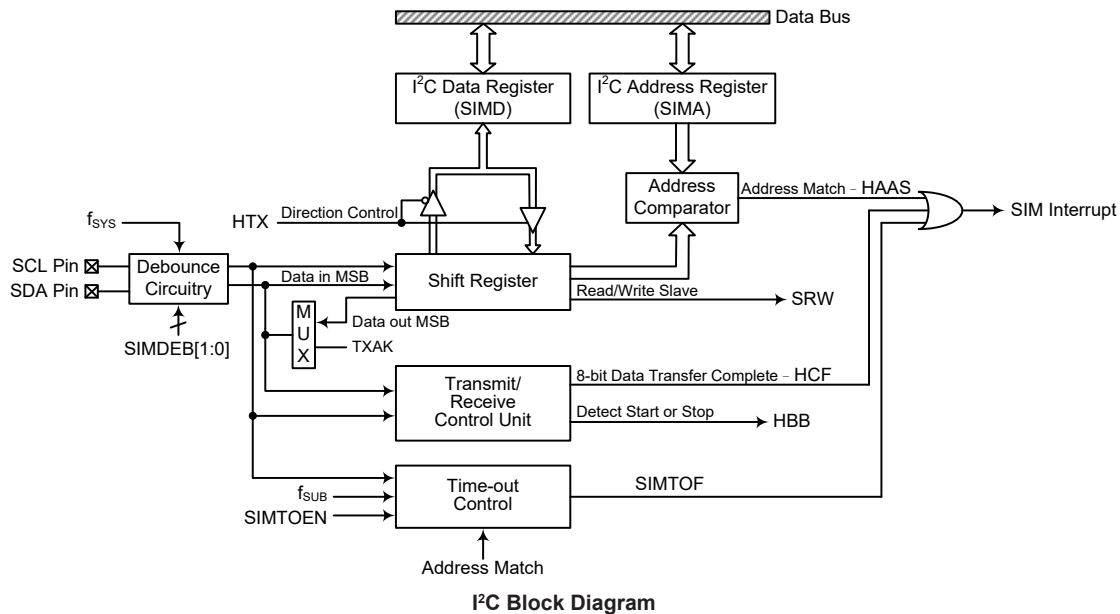 Data Bus
I²C Data Register
(SIMD)
I²C Address Register
(SIMA)
Address
Comparator
Address Match - HAAS
SIM Interrupt
HTX
Direction Control
fSYS
SCL Pin
SDA Pin
Debounce
Circuitry
SIMDEB[1:0]
Data in MSB
Shift Register
Read/Write Slave
SRW
MUX
Data out MSB
TXAK
Transmit/
Receive
Control Unit
8-bit Data Transfer Complete - HCF
Detect Start or Stop
HBB
fSUB
SIMTOEN
Time-out
Control
SIMTOF
Address Match
I²C Block Diagram